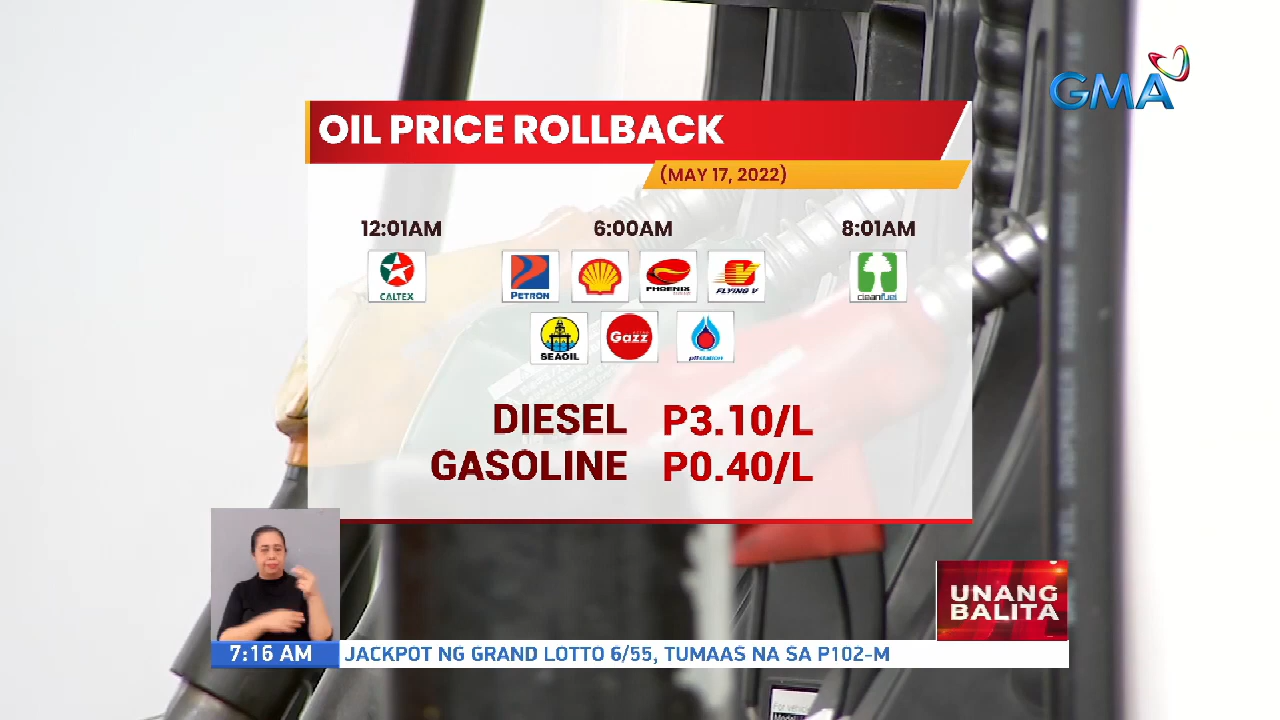 GMA
OIL PRICE ROLLBACK
(MAY 17, 2022)
12:01AM
6:00AM
8:01AM
CALTEX
PETRON
PHOENIX
FLYING V
cleanfuel
SEAOIL
Gazz
pttstation
DIESEL P3.10/L
GASOLINE P0.40/L
UNANG
BALITA
7:16 AM
JACKPOT NG GRAND LOTTO 6/55, TUMAAS NA SA P102-M